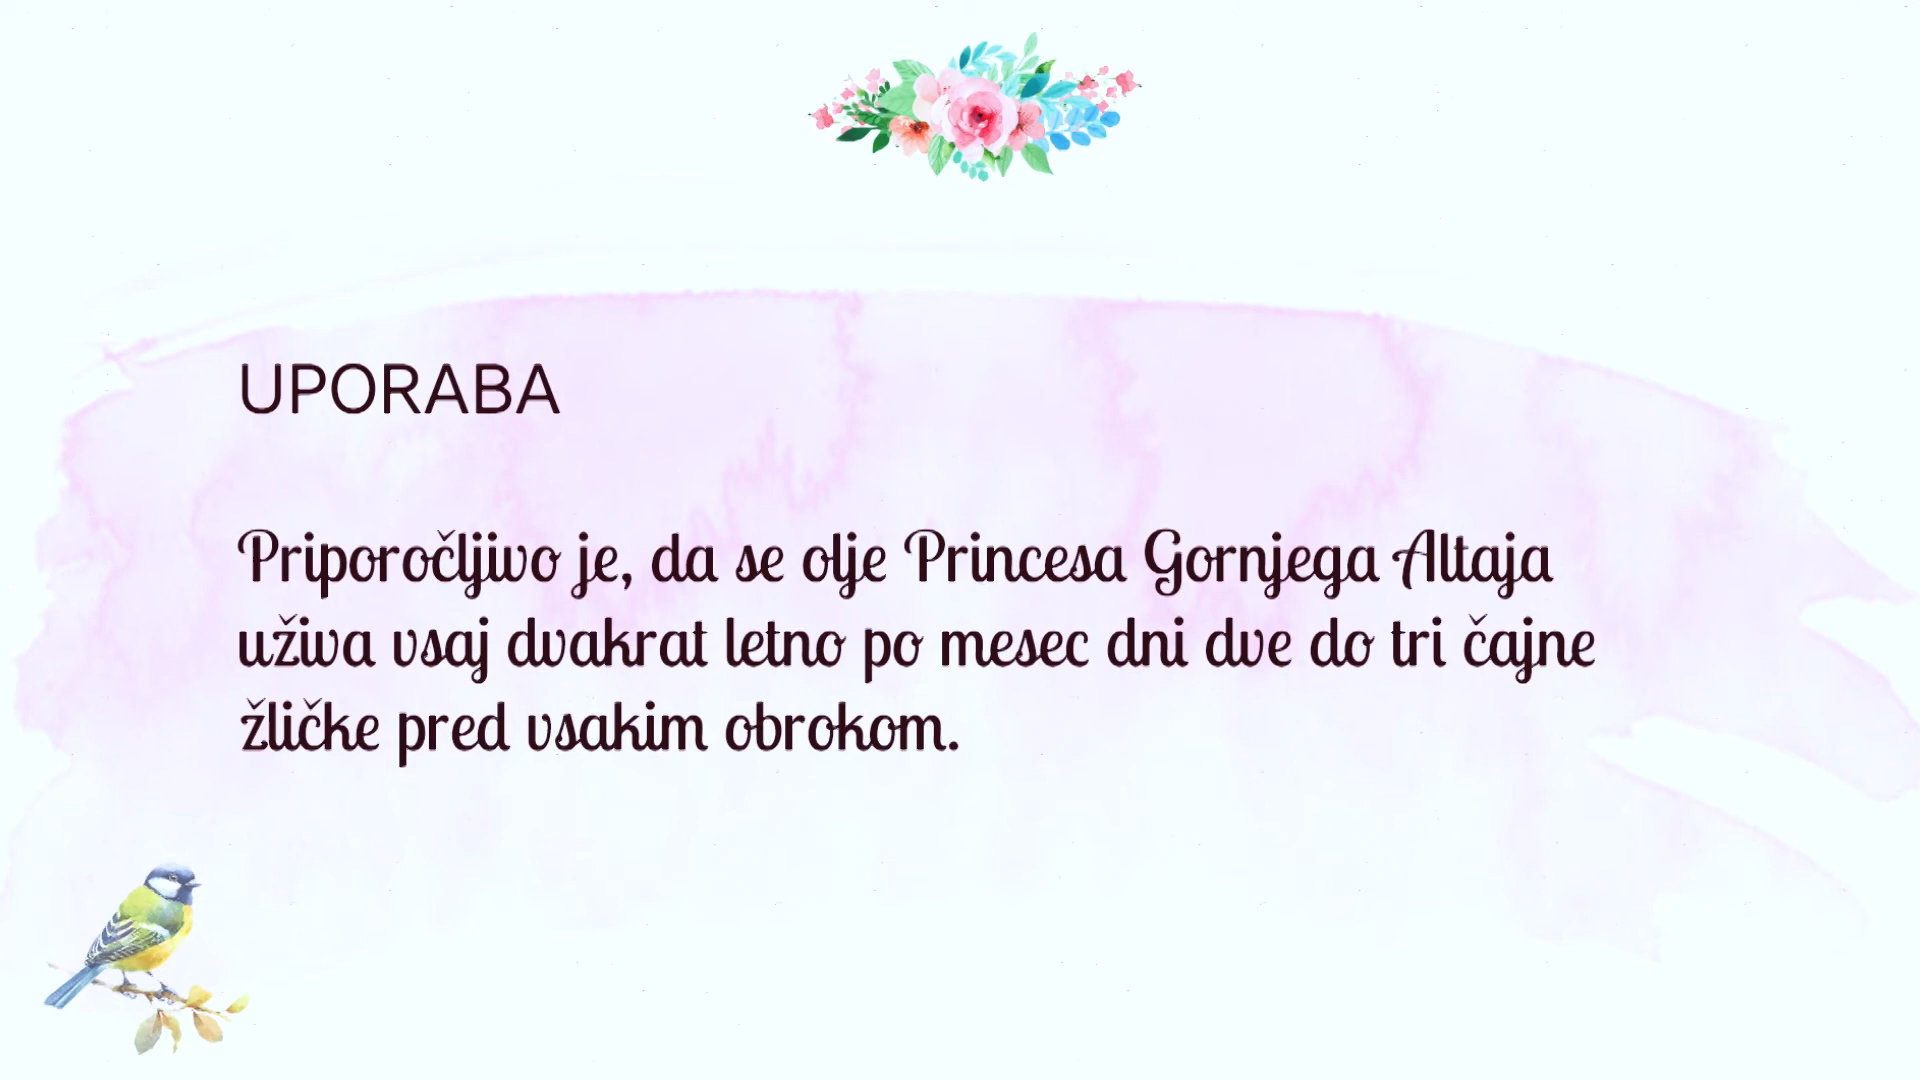 UPORABA
Priporočljivo je, da se olje Princesa Gornjega Altaja
uživa vsaj dvakrat letno po mesec dni dve do tri čajne
žličke pred vsakim obrokom.